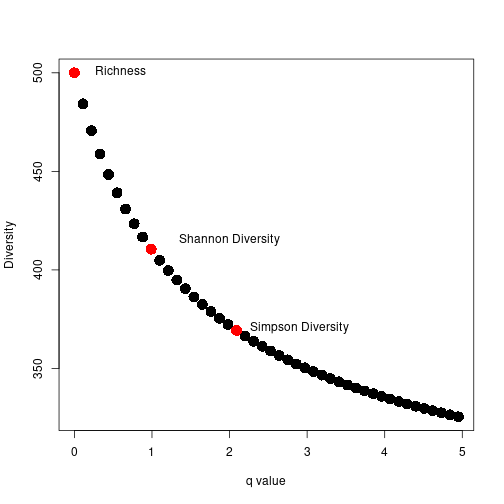 Richness
Shannon Diversity
Simpson Diversity
Diversity
500
450
400
350
0 1 2 3 4 5
q value